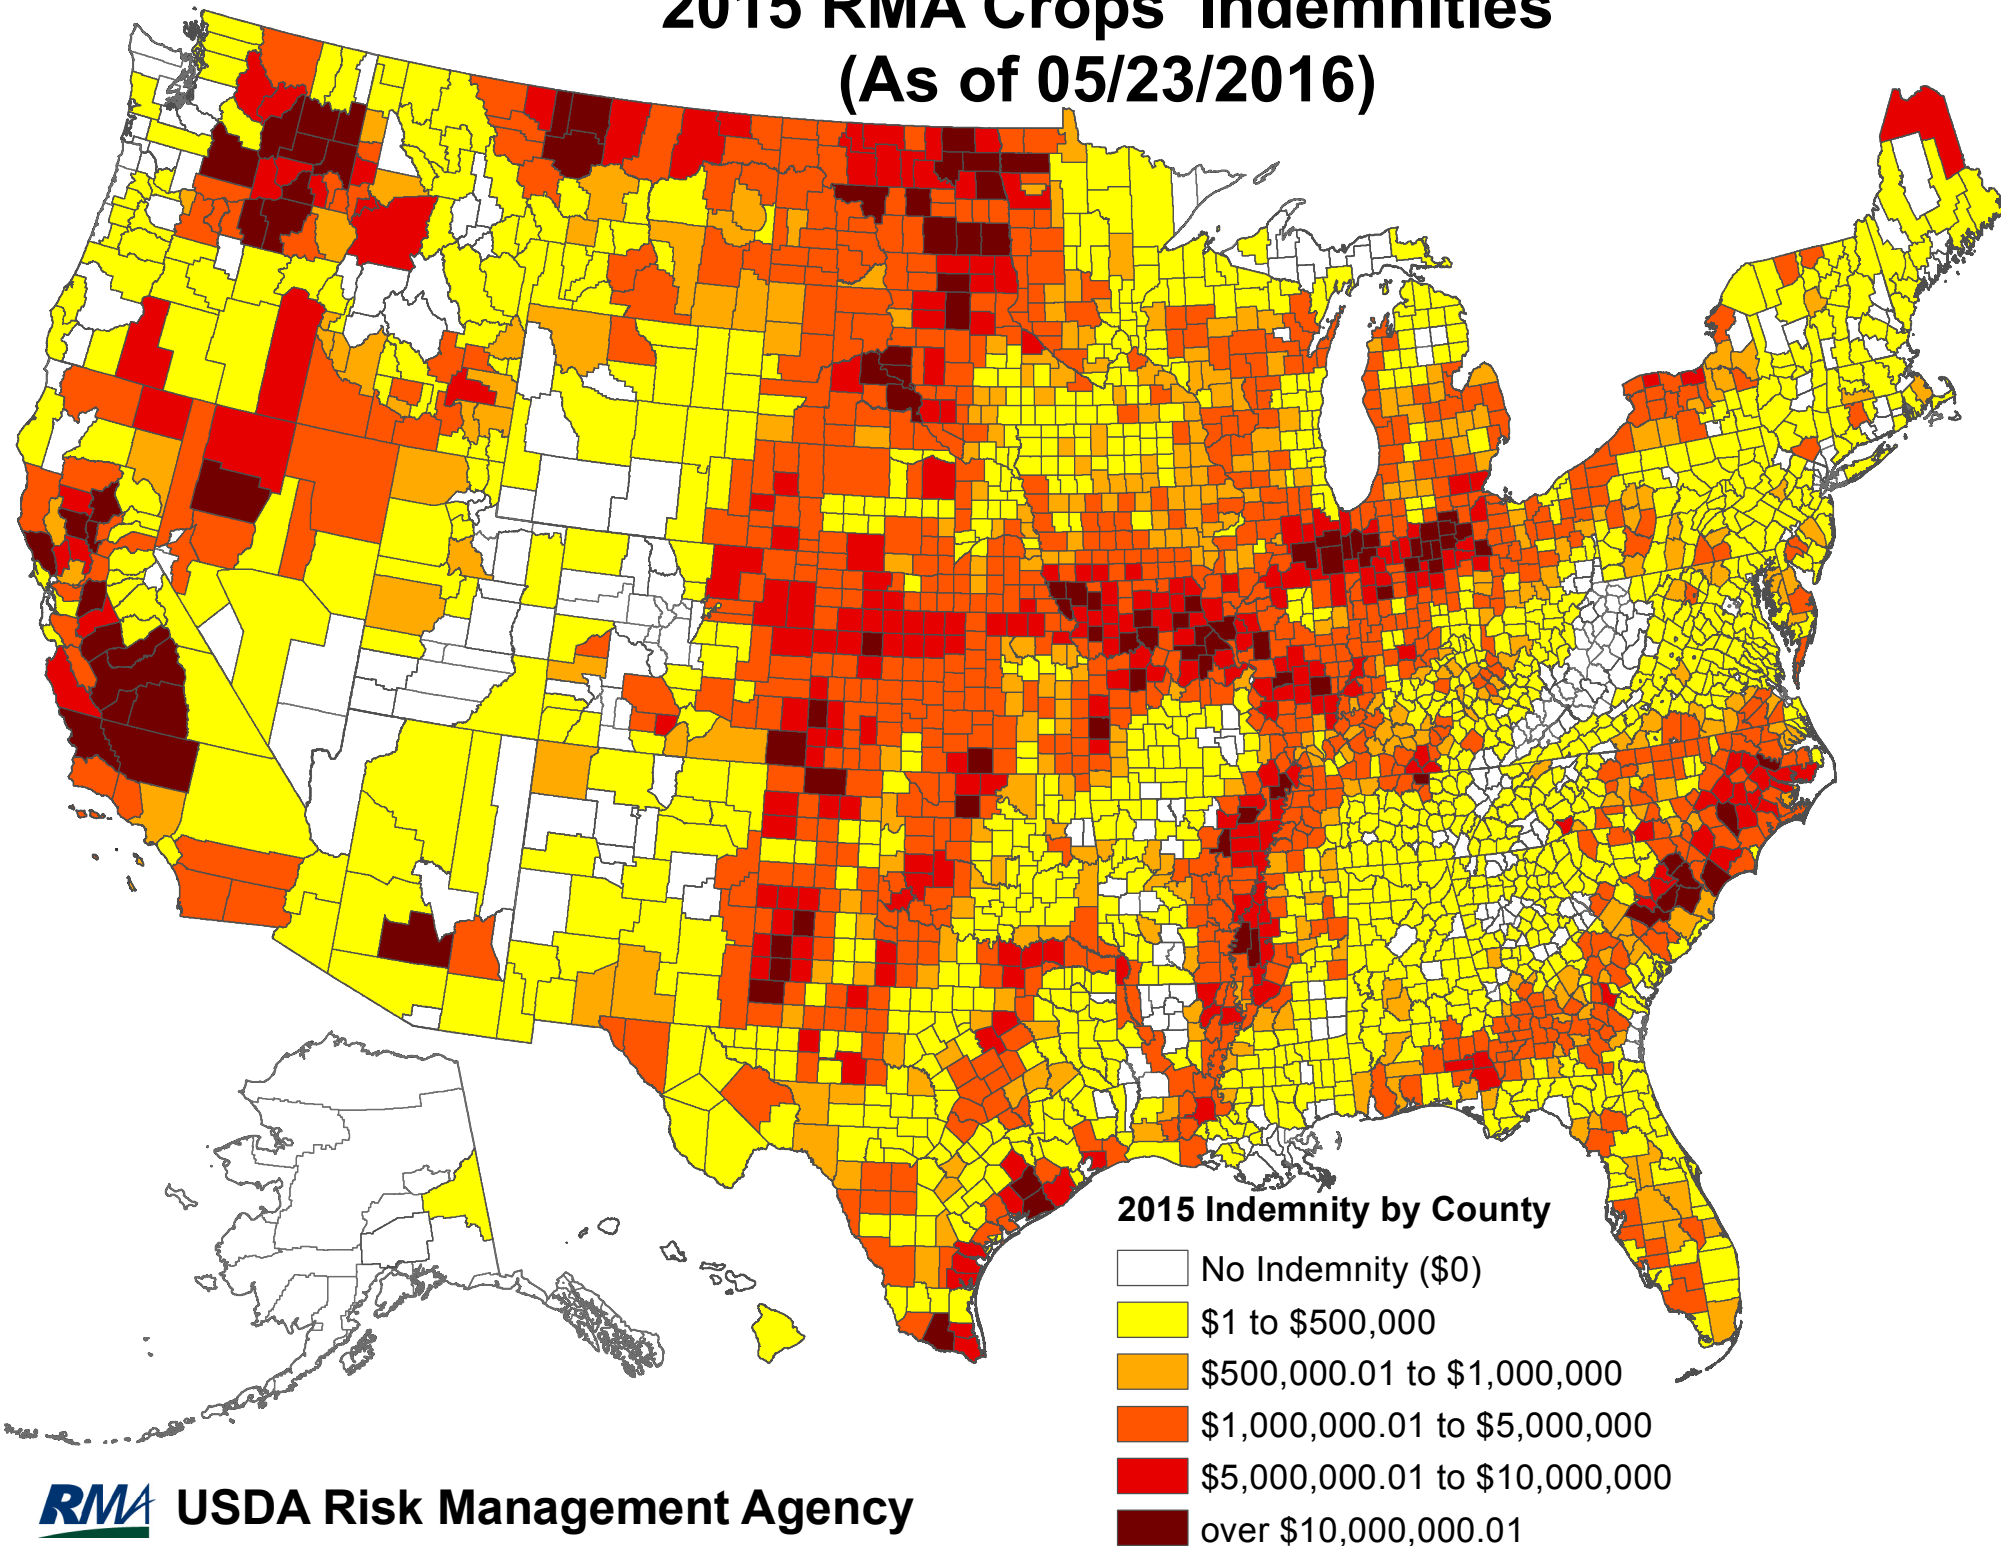 2015 RMA Crops' Indemnities
(As of 05/23/2016)
2015 Indemnity by County
No Indemnity ($0)
$1 to $500,000
$500,000.01 to $1,000,000
$1,000,000.01 to $5,000,000
$5,000,000.01 to $10,000,000
over $10,000,000.01
RMA USDA Risk Management Agency